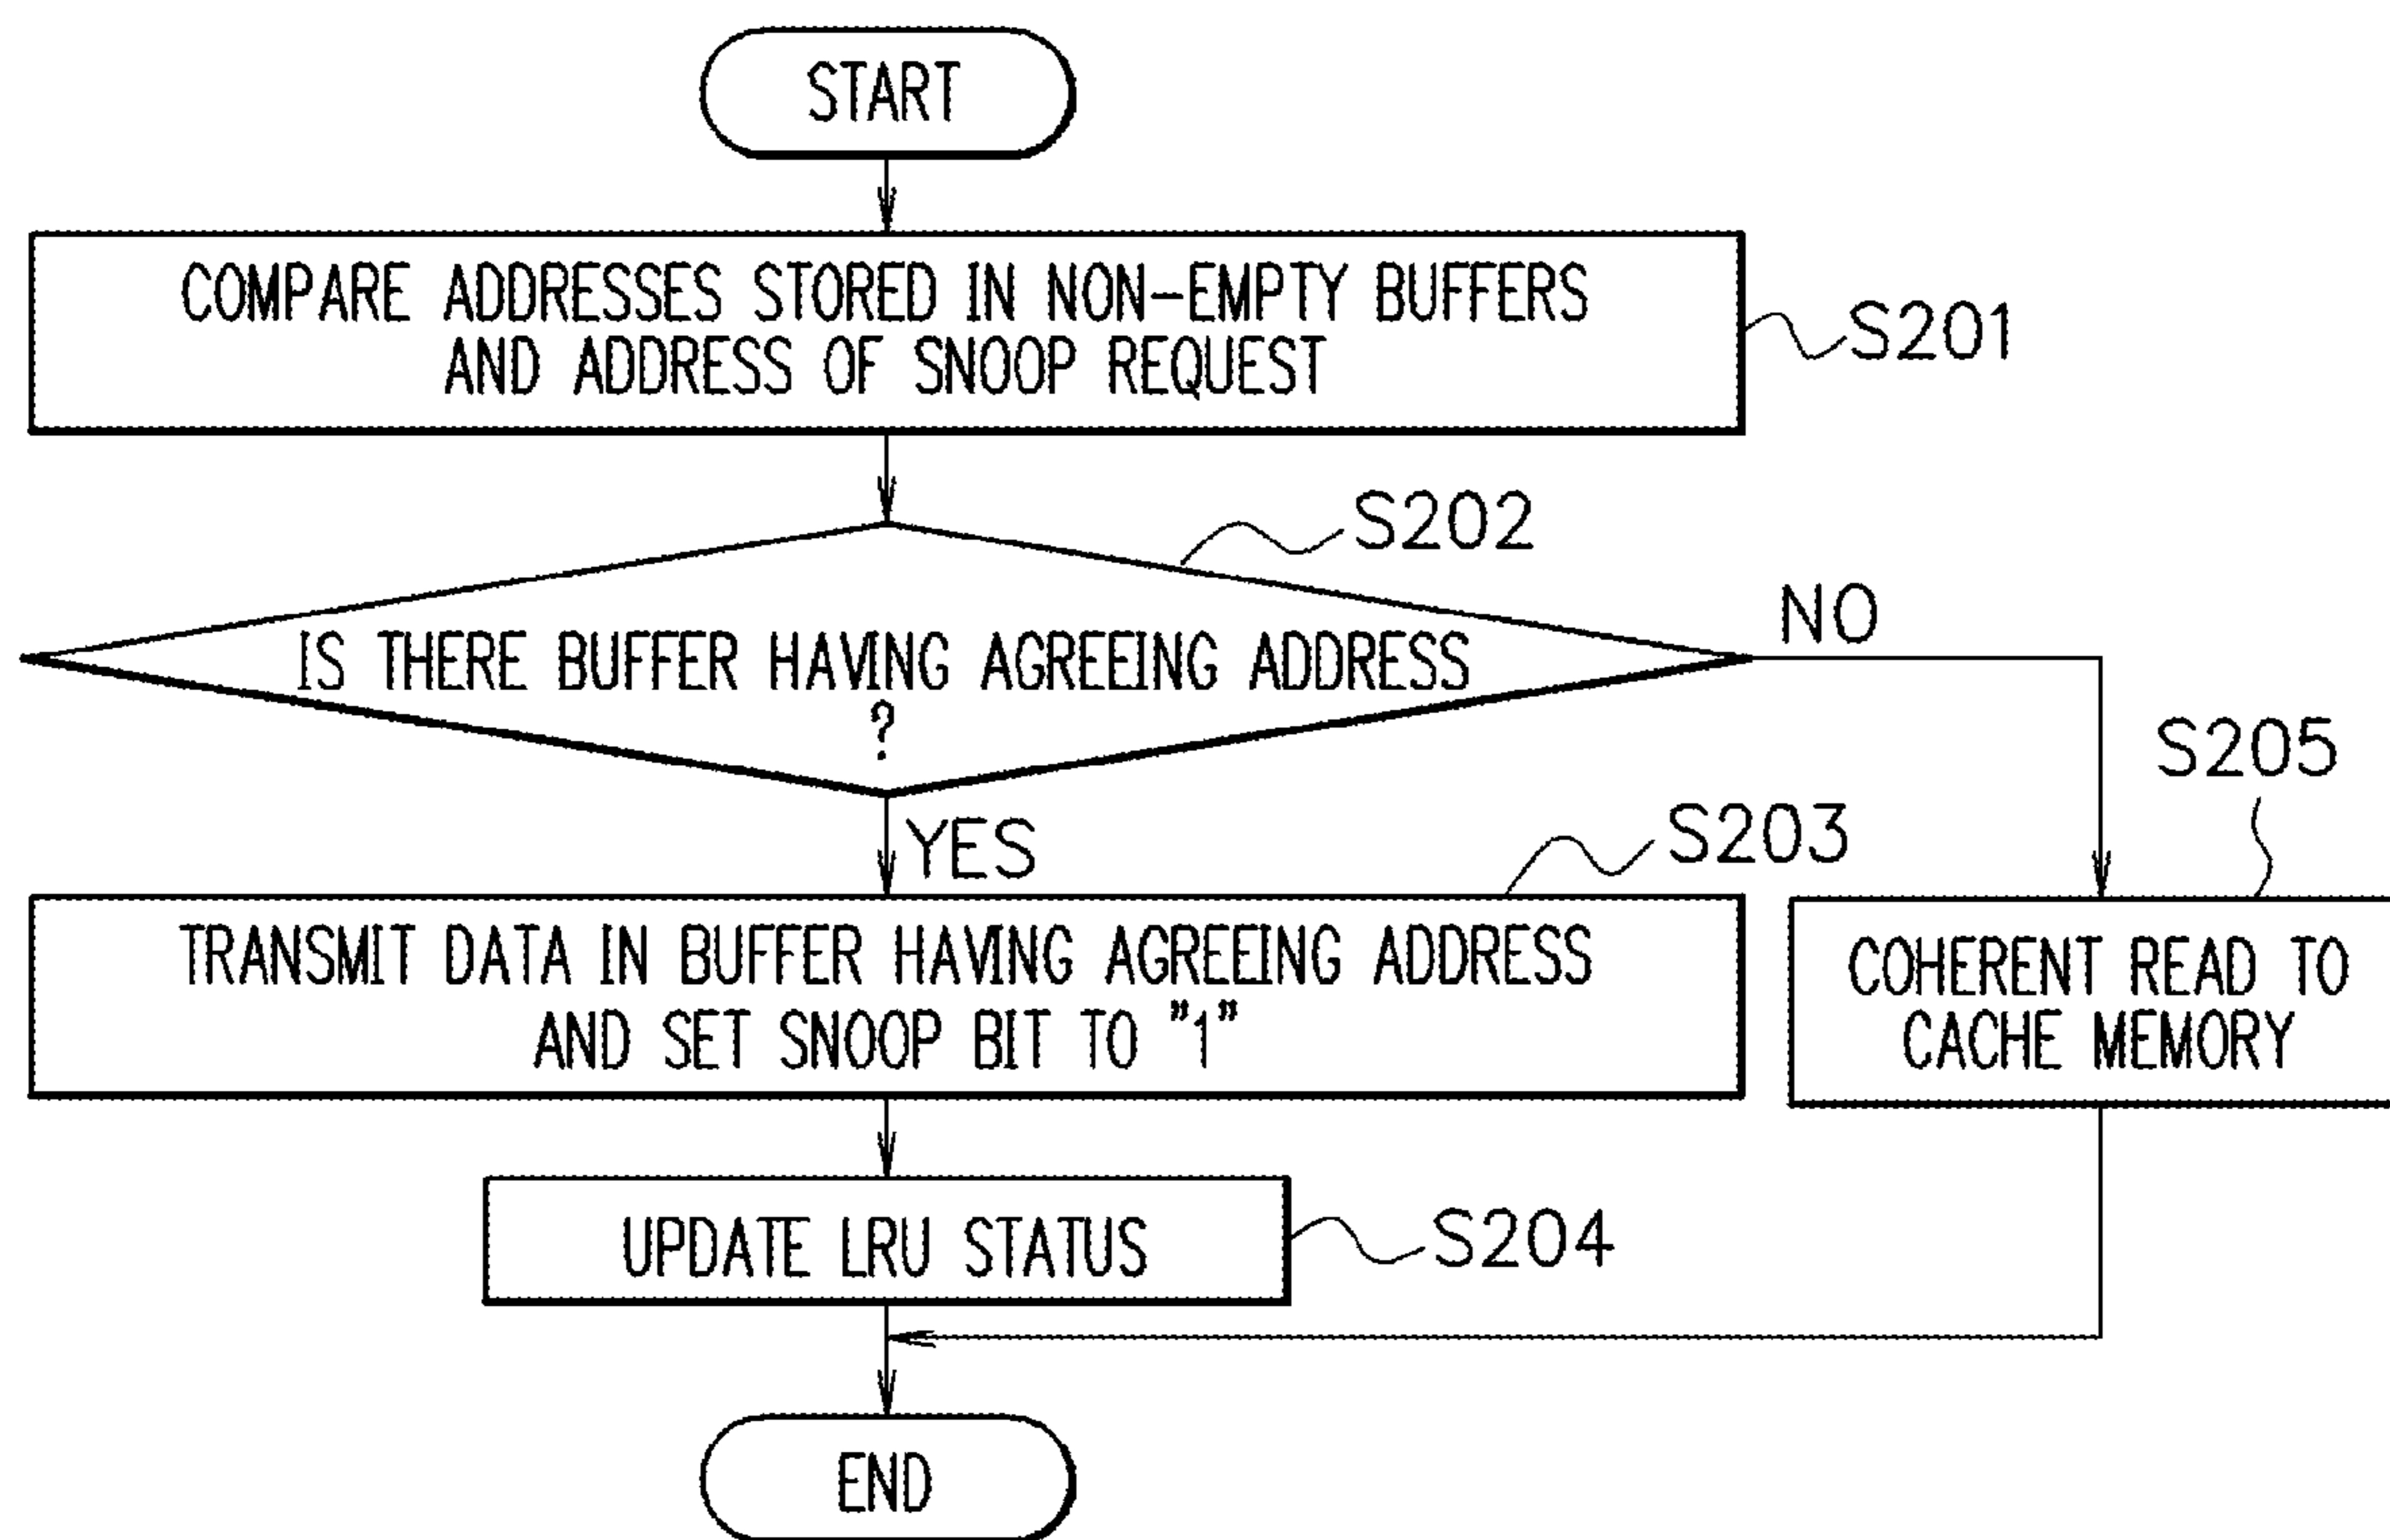 START
COMPARE ADDRESSES STORED IN NON-EMPTY BUFFERS
AND ADDRESS OF SNOOP REQUEST
S201
S202
IS THERE BUFFER HAVING AGREEING ADDRESS
?
NO
YES
S203
S205
TRANSMIT DATA IN BUFFER HAVING AGREEING ADDRESS
AND SET SNOOP BIT TO "1"
COHERENT READ TO
CACHE MEMORY
UPDATE LRU STATUS
S204
END